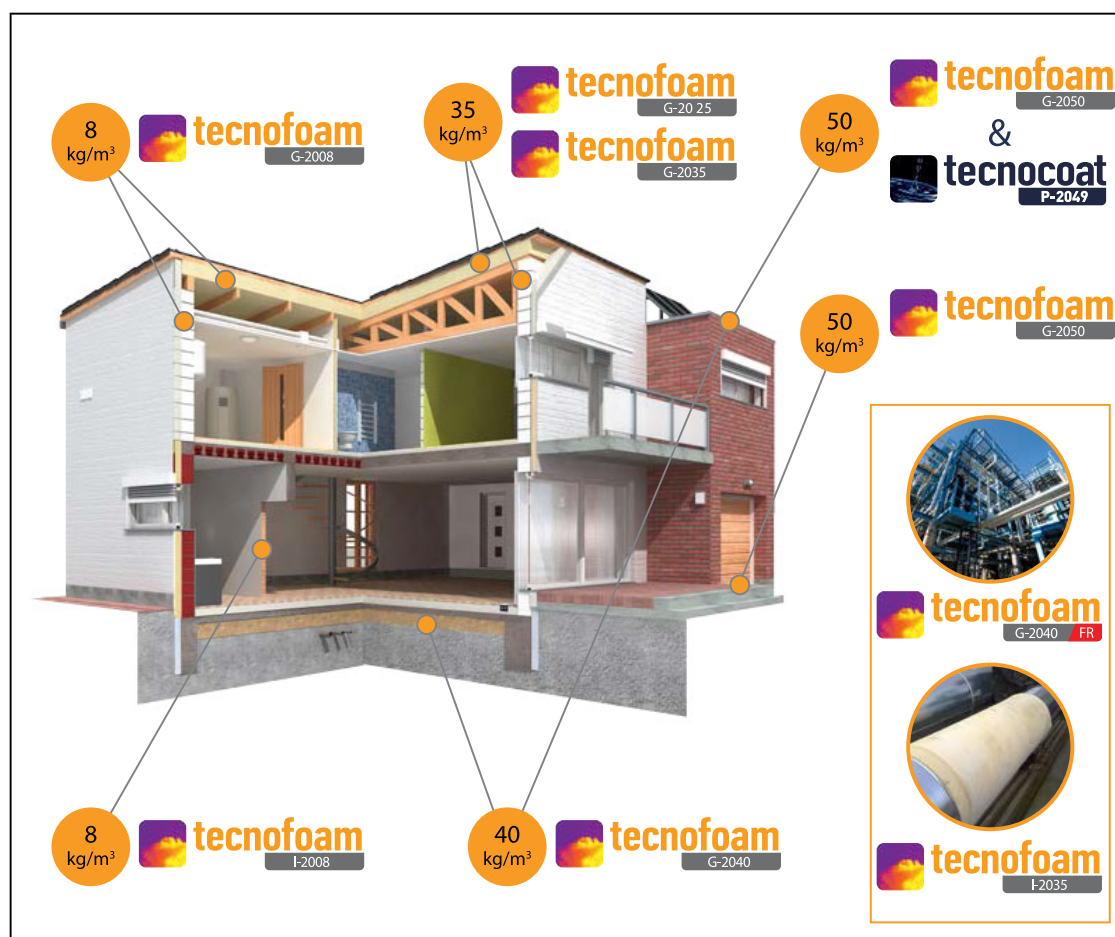 8
kg/m³
tecnofoam
G-2008
35
kg/m³
tecnofoam
G-20 25
tecnofoam
G-2035
50
kg/m³
tecnofoam
G-2050
&
tecnocoat
P-2049
50
kg/m³
tecnofoam
G-2050
tecnofoam
G-2040 FR
tecnofoam
I-2035
8
kg/m³
tecnofoam
I-2008
40
kg/m³
tecnofoam
G-2040